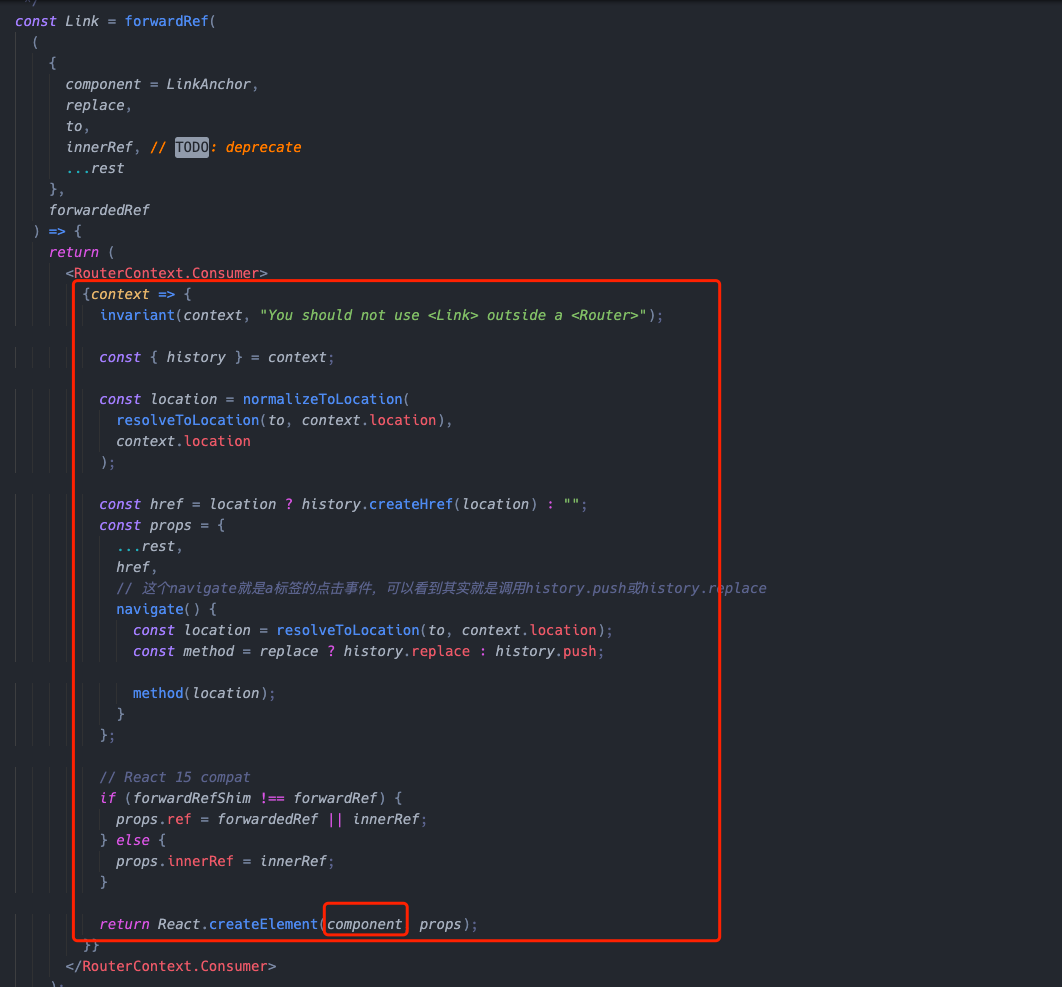 */
const Link = forwardRef(
(
{
component = LinkAnchor,
replace,
to,
innerRef, // TODO: deprecate
...rest
},
forwardedRef
) => {
return (
<RouterContext.Consumer>
{context => {
invariant(context, "You should not use <Link> outside a <Router>");
const { history } = context;
const location = normalizeToLocation(
resolveToLocation(to, context.location),
context.location
);
const href = location ? history.createHref(location) : "";
const props = {
...rest,
href,
// 这个navigate就是a标签的点击事件，可以看到其实就是调用history.push或history.replace
navigate() {
const location = resolveToLocation(to, context.location);
const method = replace ? history.replace : history.push;
method(location);
}
};
// React 15 compat
if (forwardRefShim !== forwardRef) {
props.ref = forwardedRef || innerRef;
} else {
props.innerRef = innerRef;
}
return React.createElement(component props);
}}
</RouterContext.Consumer>
);